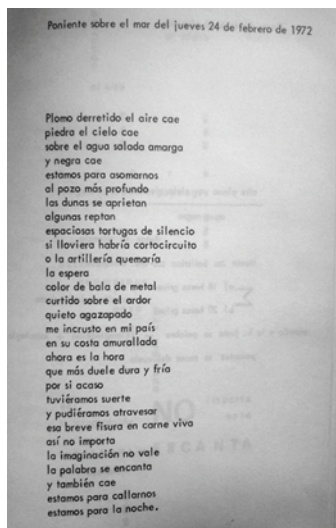 Poniente sobre el mar del jueves 24 de febrero de 1972
Plomo derretido el aire cae
piedra el cielo cae
sobre el agua salada amarga
y negra cae
estamos para asomarnos
al pozo más profundo
las dunas se aprietan
algunas reptan
espaciosas tortugas de silencio
si lloviera habría cortocircuito
o la artillería quemaría
la espera
color de bala de metal
curtido sobre el ardor
quieto agazapado
me incrusto en mi país
en su costa amurallada
ahora es la hora
que más duele dura y fría
por si acaso
tuviéramos suerte
y pudiéramos atravesar
esa breve fisura en carne viva
así no importa
la imaginación no vale
la palabra se encanta
y también cae
estamos para callarnos
estamos para la noche.